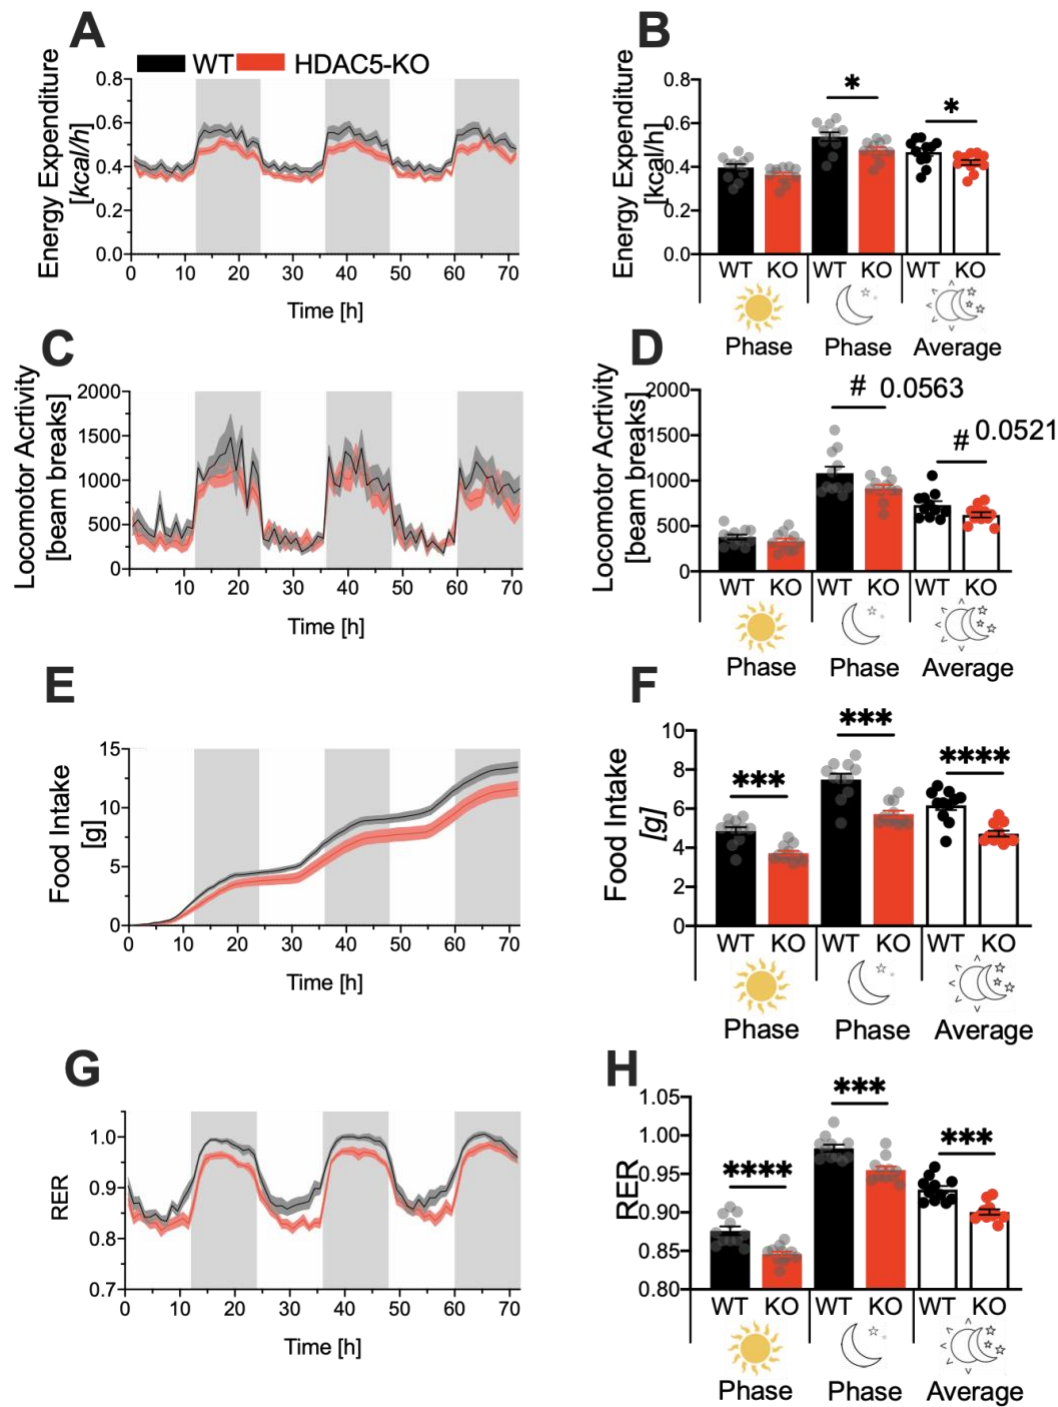 A
WT HDAC5-KO
Energy Expenditure
[kcal/h]
0.8
0.6
0.4
0.2
0.0
0 10 20 30 40 50 60 70
Time [h]
B
Energy Expenditure
[kcal/h]
0.8
0.6
0.4
0.2
0.0
*
*
WT KO WT KO WT KO
Phase Phase Average
C
Locomotor Acrtivity
[beam breaks]
2000
1500
1000
500
0
0 10 20 30 40 50 60 70
Time [h]
D
Locomotor Acrtivity
[beam breaks]
2000
1500
1000
500
0
# 0.0563
# 0.0521
WT KO WT KO WT KO
Phase Phase Average
E
Food Intake
[g]
15
10
5
0
0 10 20 30 40 50 60 70
Time [h]
F
Food Intake
[g]
10
8
6
4
2
0
***
***
****
WT KO WT KO WT KO
Phase Phase Average
G
RER
1.0
0.9
0.8
0.7
0 10 20 30 40 50 60 70
Time [h]
H
RER
1.05
1.00
0.95
0.90
0.85
0.80
****
***
***
WT KO WT KO WT KO
Phase Phase Average